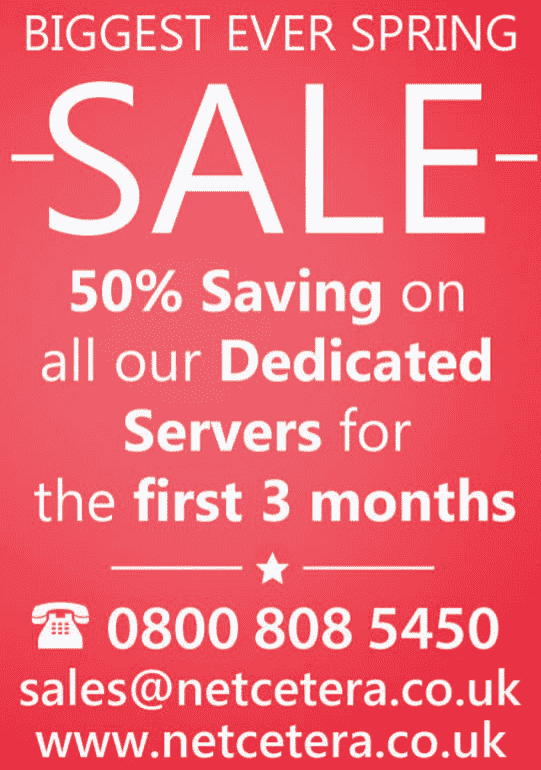 BIGGEST EVER SPRING
SALE
50% Saving on
all our Dedicated
Servers for
the first 3 months
0800 808 5450
sales@netcetera.co.uk
www.netcetera.co.uk